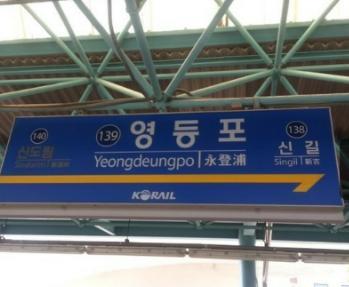 140
신도림
Sindorim 新道林
139
영등포
Yeongdeungpo 永登浦
138
신길
Singil 新吉
KORAIL